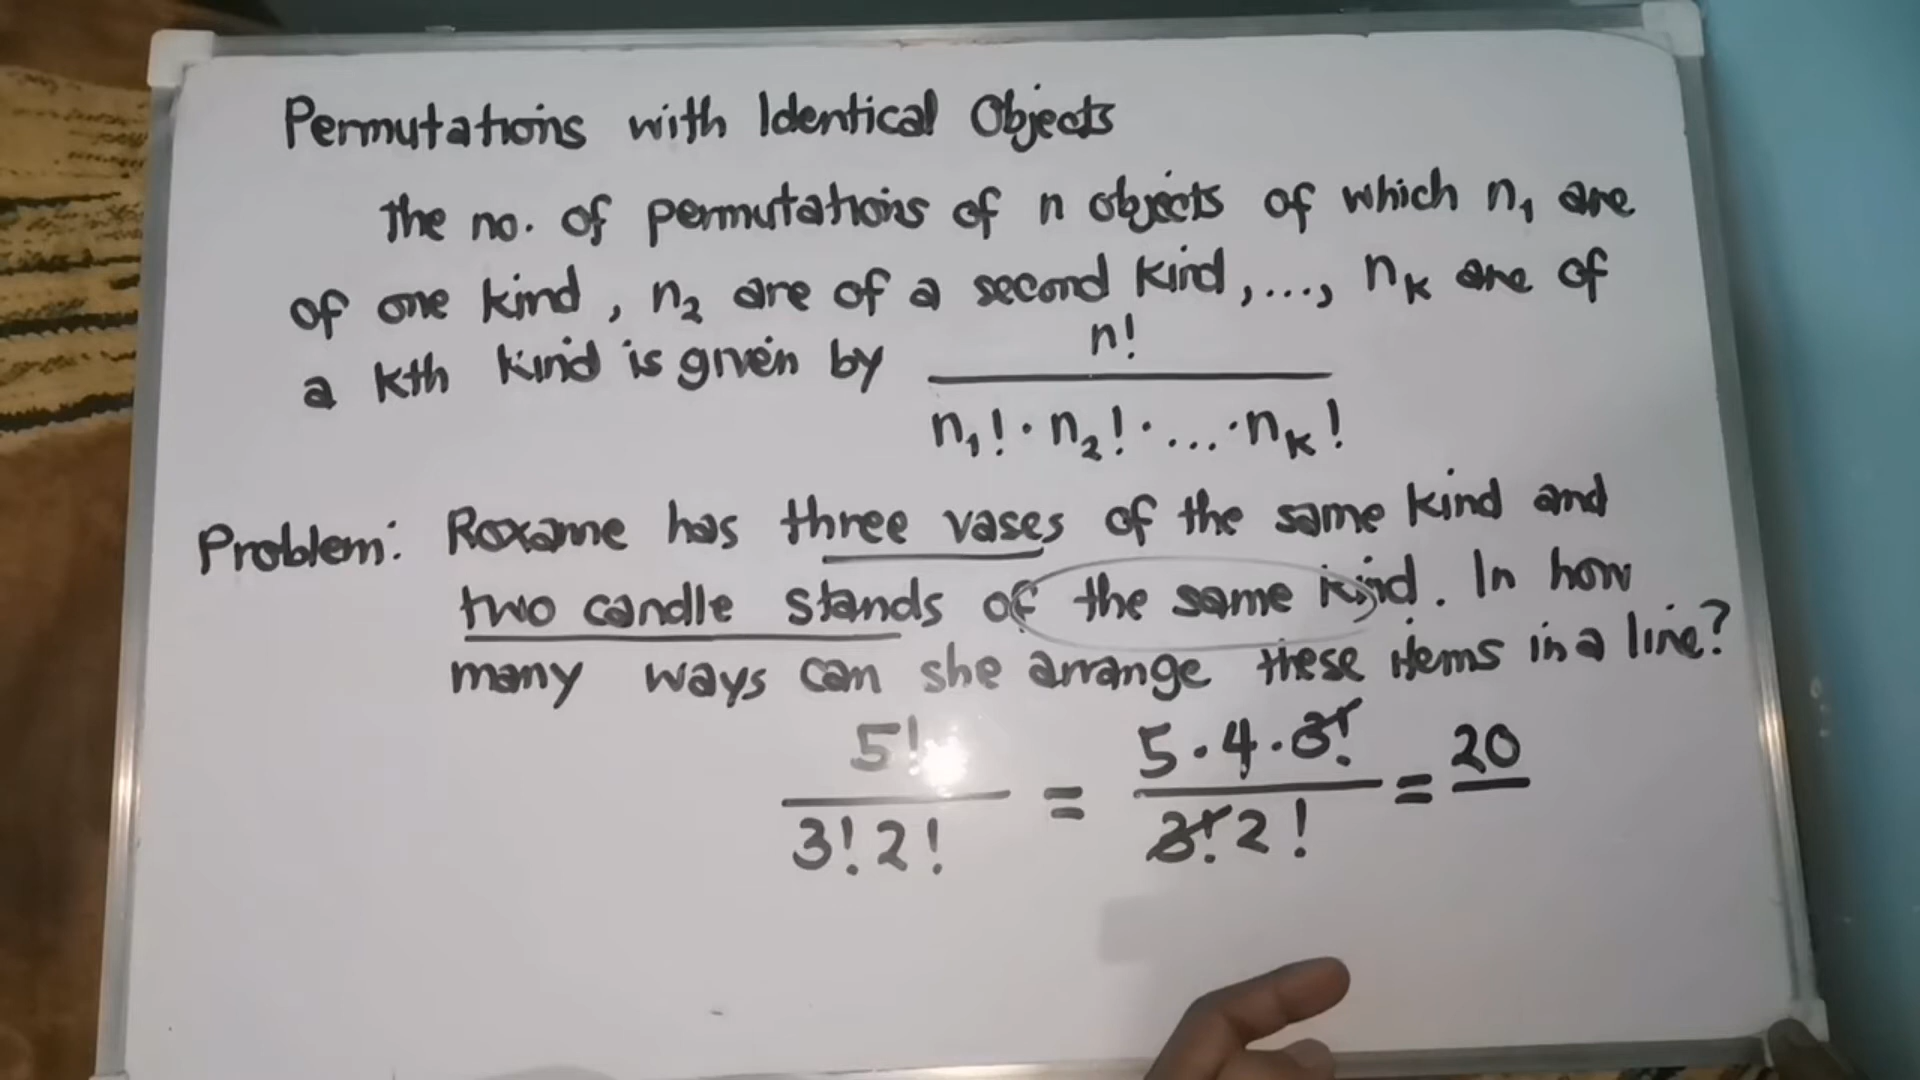 Permutations with Identical Objects
The no. of permutations of n objects of which n₁ are
of one kind, n₂ are of a second kind,..., nₖ are of
a kth kind is given by n! / n₁!·n₂!·...·nₖ!
Problem: Roxanne has three vases of the same kind and
two candle stands of the same kind. In how
many ways can she arrange these items in a line?
5! / 3!2! = 5·4·3! / 3!2! = 20